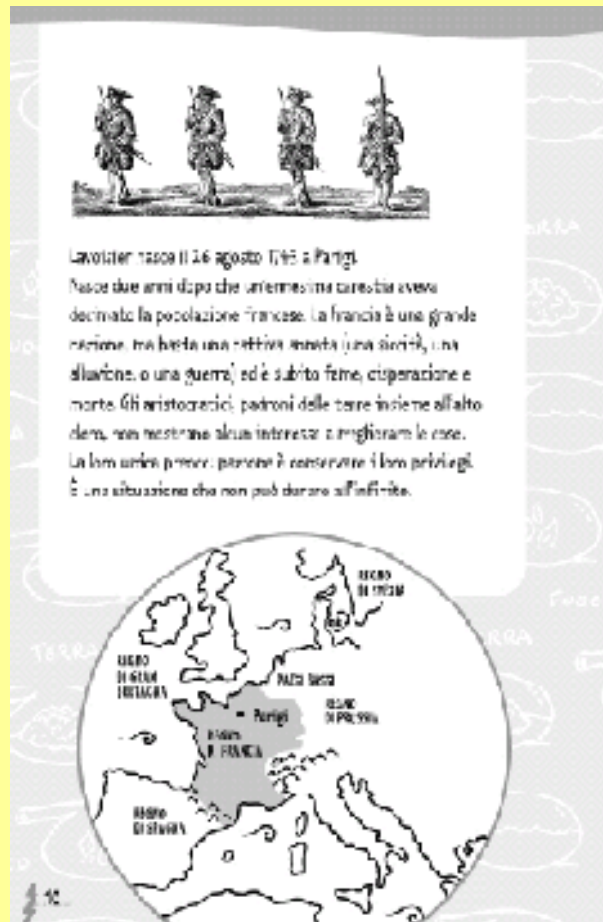 Lavoisier nasce il 26 agosto 1743 a Parigi.
Nasce due anni dopo che un'ennesima carestia aveva
decimato la popolazione francese. La Francia è una grande
nazione, ma basta una cattiva annata (una siccità, una
alluvione, o una guerra) ed è subito fame, disperazione e
morte. Gli aristocratici, padroni delle terre insieme all'alto
clero, non mostrano alcun interesse a migliorare le cose.
La loro unica preoccupazione è conservare i loro privilegi.
È una situazione che non può durare all'infinito.
REGNO
DI SVEZIA
REGNO
DI GRAN
BRETAGNA
PAESI BASSI
REGNO
DI PRUSSIA
Parigi
REGNO
DI FRANCIA
REGNO
DI SPAGNA
TERRA
10